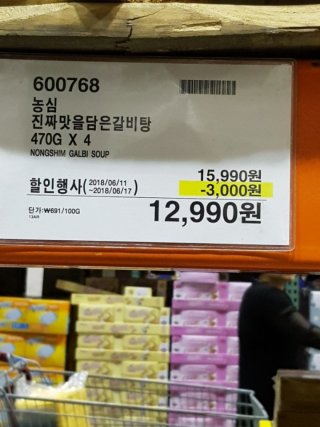 600768
농심
진짜맛을담은갈비탕
470G X 4
NONGSHIM GALBI SOUP
15,990원
할인행사( 2018/06/11 ~2018/06/17 ) -3,000원
단가:₩691/100G 12,990원